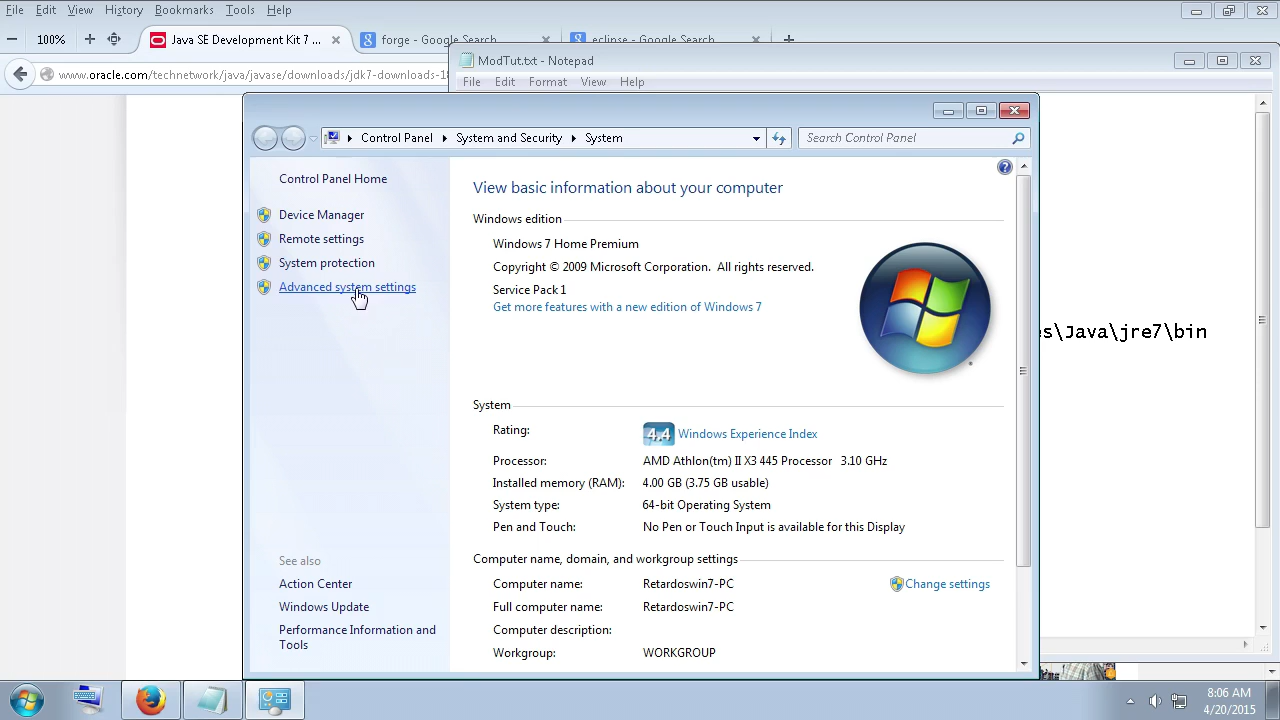 File Edit View History Bookmarks Tools Help
100%
Java SE Development Kit 7 ...
forge - Google Search
eclipse - Google Search
www.oracle.com/technetwork/java/javase/downloads/jdk7-downloads-18
ModTut.txt - Notepad
File Edit Format View Help
Control Panel
System and Security
System
Search Control Panel
Control Panel Home
Device Manager
Remote settings
System protection
Advanced system settings
View basic information about your computer
Windows edition
Windows 7 Home Premium
Copyright © 2009 Microsoft Corporation. All rights reserved.
Service Pack 1
Get more features with a new edition of Windows 7
es\Java\jre7\bin
System
Rating:
4.4 Windows Experience Index
Processor: AMD Athlon(tm) II X3 445 Processor 3.10 GHz
Installed memory (RAM): 4.00 GB (3.75 GB usable)
System type: 64-bit Operating System
Pen and Touch: No Pen or Touch Input is available for this Display
Computer name, domain, and workgroup settings
Computer name: Retardoswin7-PC
Change settings
Full computer name: Retardoswin7-PC
Computer description:
Workgroup: WORKGROUP
See also
Action Center
Windows Update
Performance Information and
Tools
8:06 AM
4/20/2015